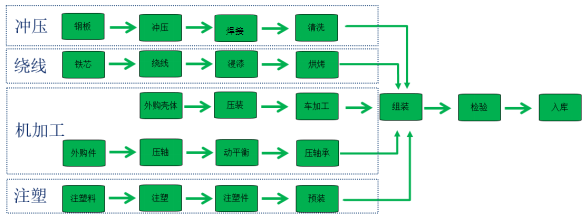 冲压
钢板
冲压
焊接
清洗
绕线
铁芯
绕线
浸漆
烘烤
机加工
外购壳体
压装
车加工
组装
检验
入库
外购件
压轴
动平衡
压轴承
注塑
注塑料
注塑
注塑件
预装